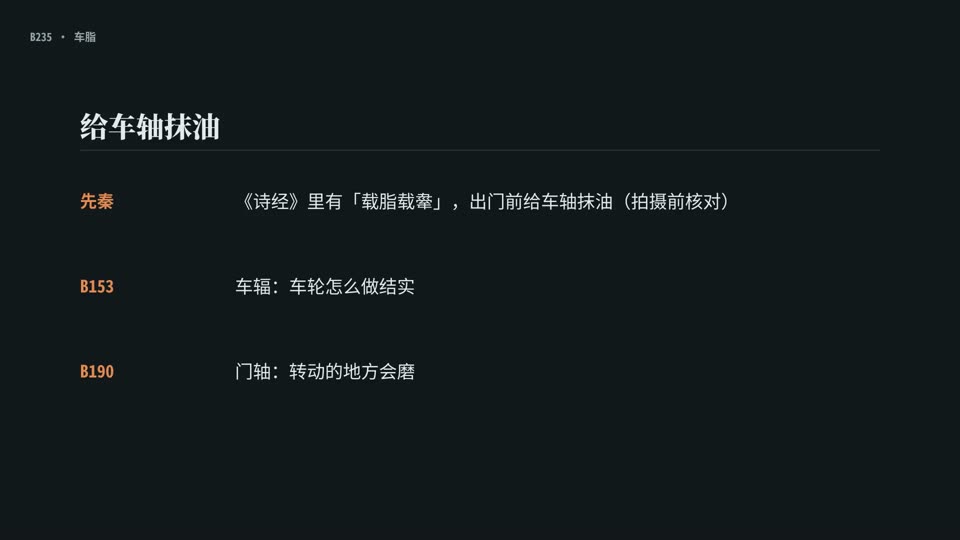 B235 · 车脂
给车轴抹油
先秦 《诗经》里有「载脂载舝」，出门前给车轴抹油（拍摄前核对）
B153 车辐：车轮怎么做结实
B190 门轴：转动的地方会磨